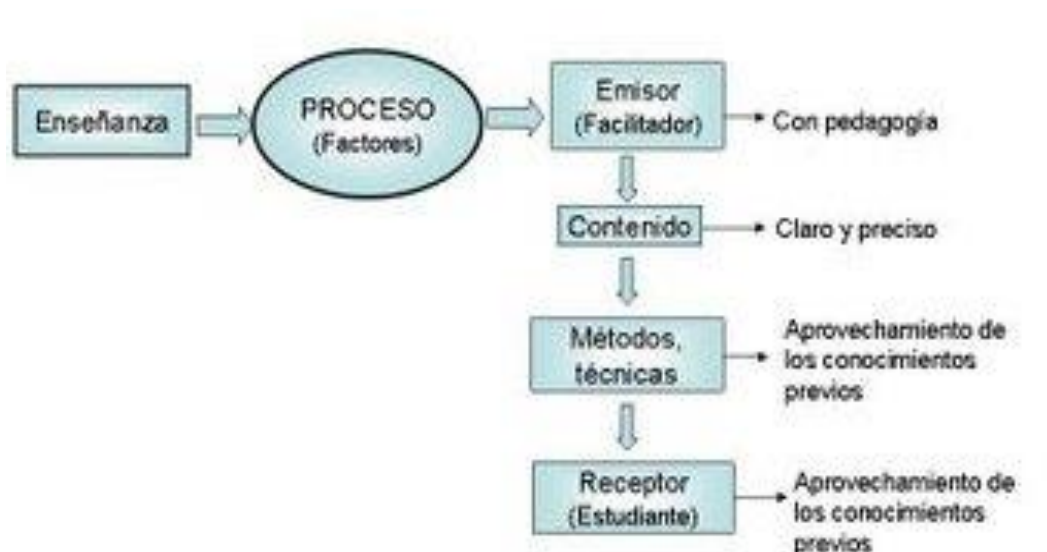 Enseñanza
PROCESO
(Factores)
Emisor
(Facilitador)
Con pedagogía
Contenido
Claro y preciso
Métodos,
técnicas
Aprovechamiento de
los conocimientos
previos
Receptor
(Estudiante)
Aprovechamiento de
los conocimientos
previos